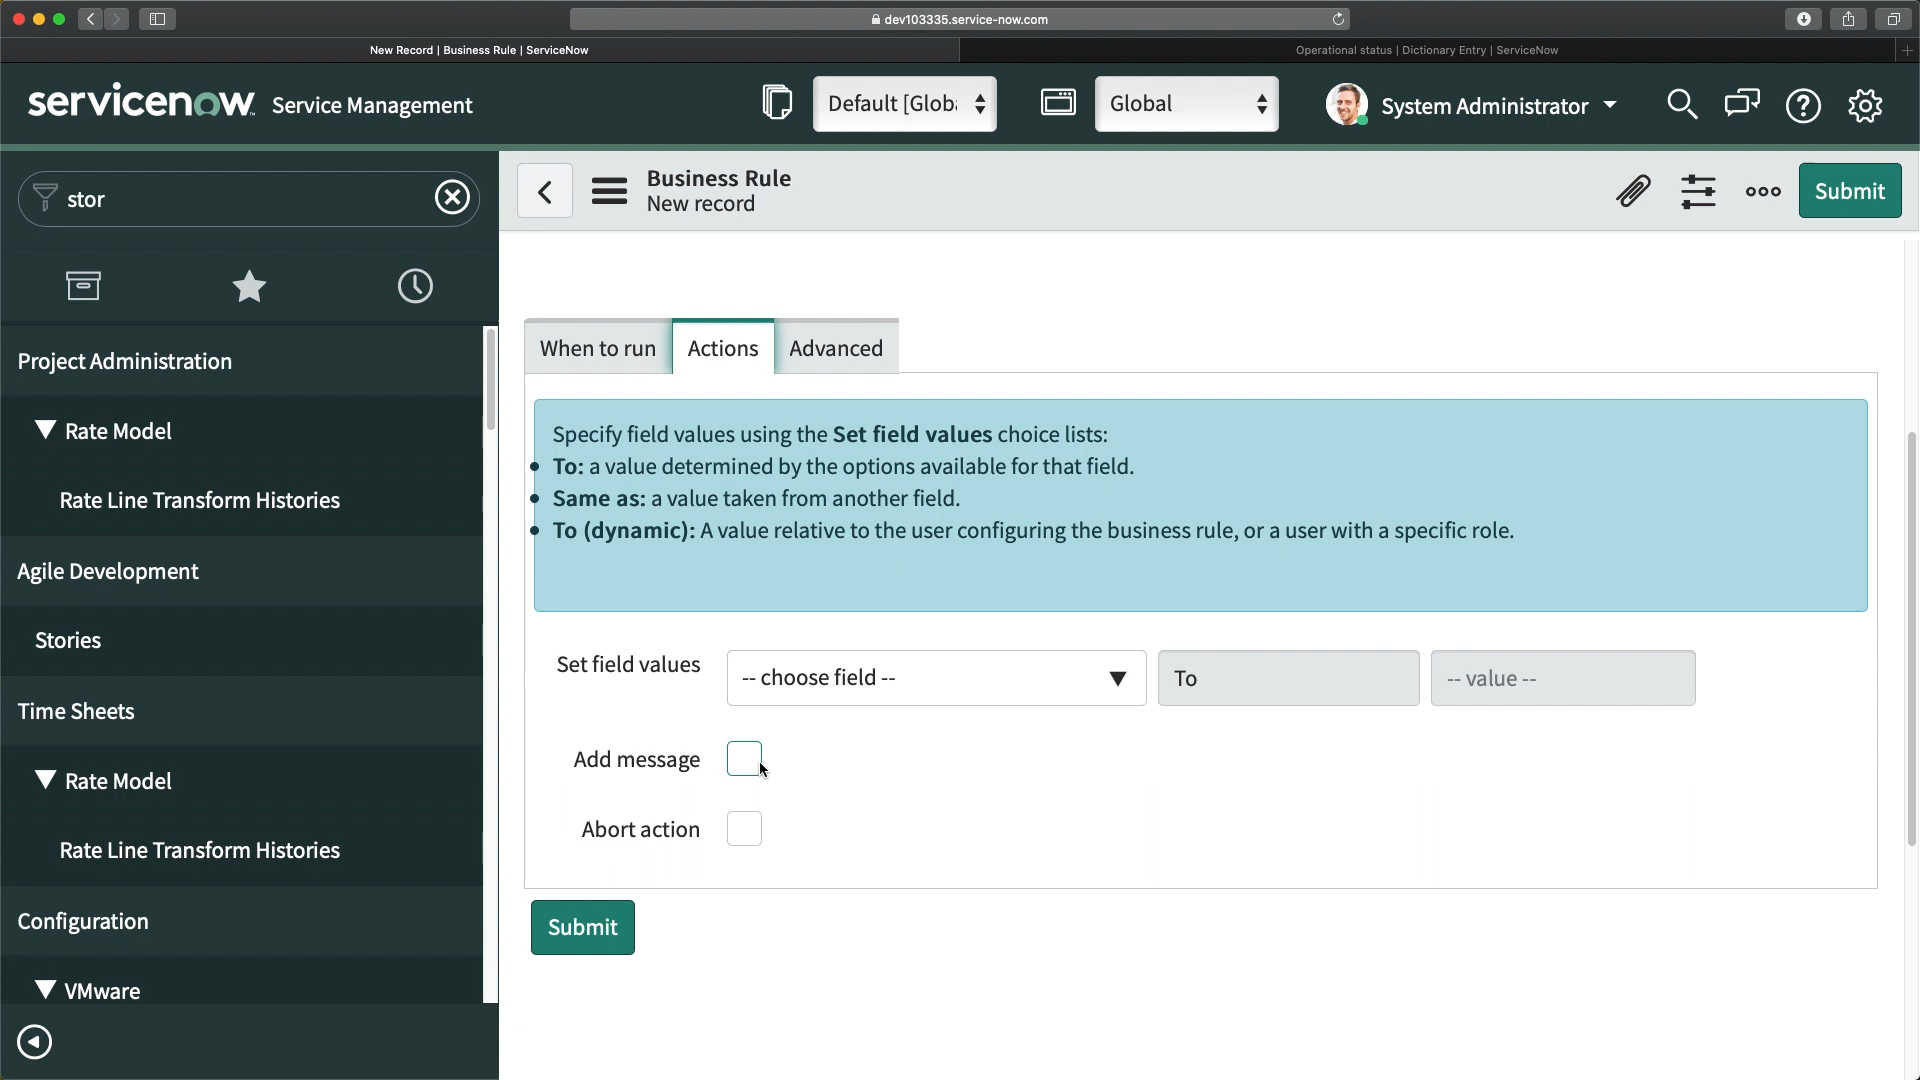 dev103335.service-now.com
New Record | Business Rule | ServiceNow
Operational status | Dictionary Entry | ServiceNow
servicenow Service Management
Default [Glob
Global
System Administrator
stor
Business Rule
New record
Submit
Project Administration
Rate Model
Rate Line Transform Histories
Agile Development
Stories
Time Sheets
Rate Model
Rate Line Transform Histories
Configuration
VMware
When to run
Actions
Advanced
Specify field values using the Set field values choice lists:
To: a value determined by the options available for that field.
Same as: a value taken from another field.
To (dynamic): A value relative to the user configuring the business rule, or a user with a specific role.
Set field values
-- choose field --
To
-- value --
Add message
Abort action
Submit